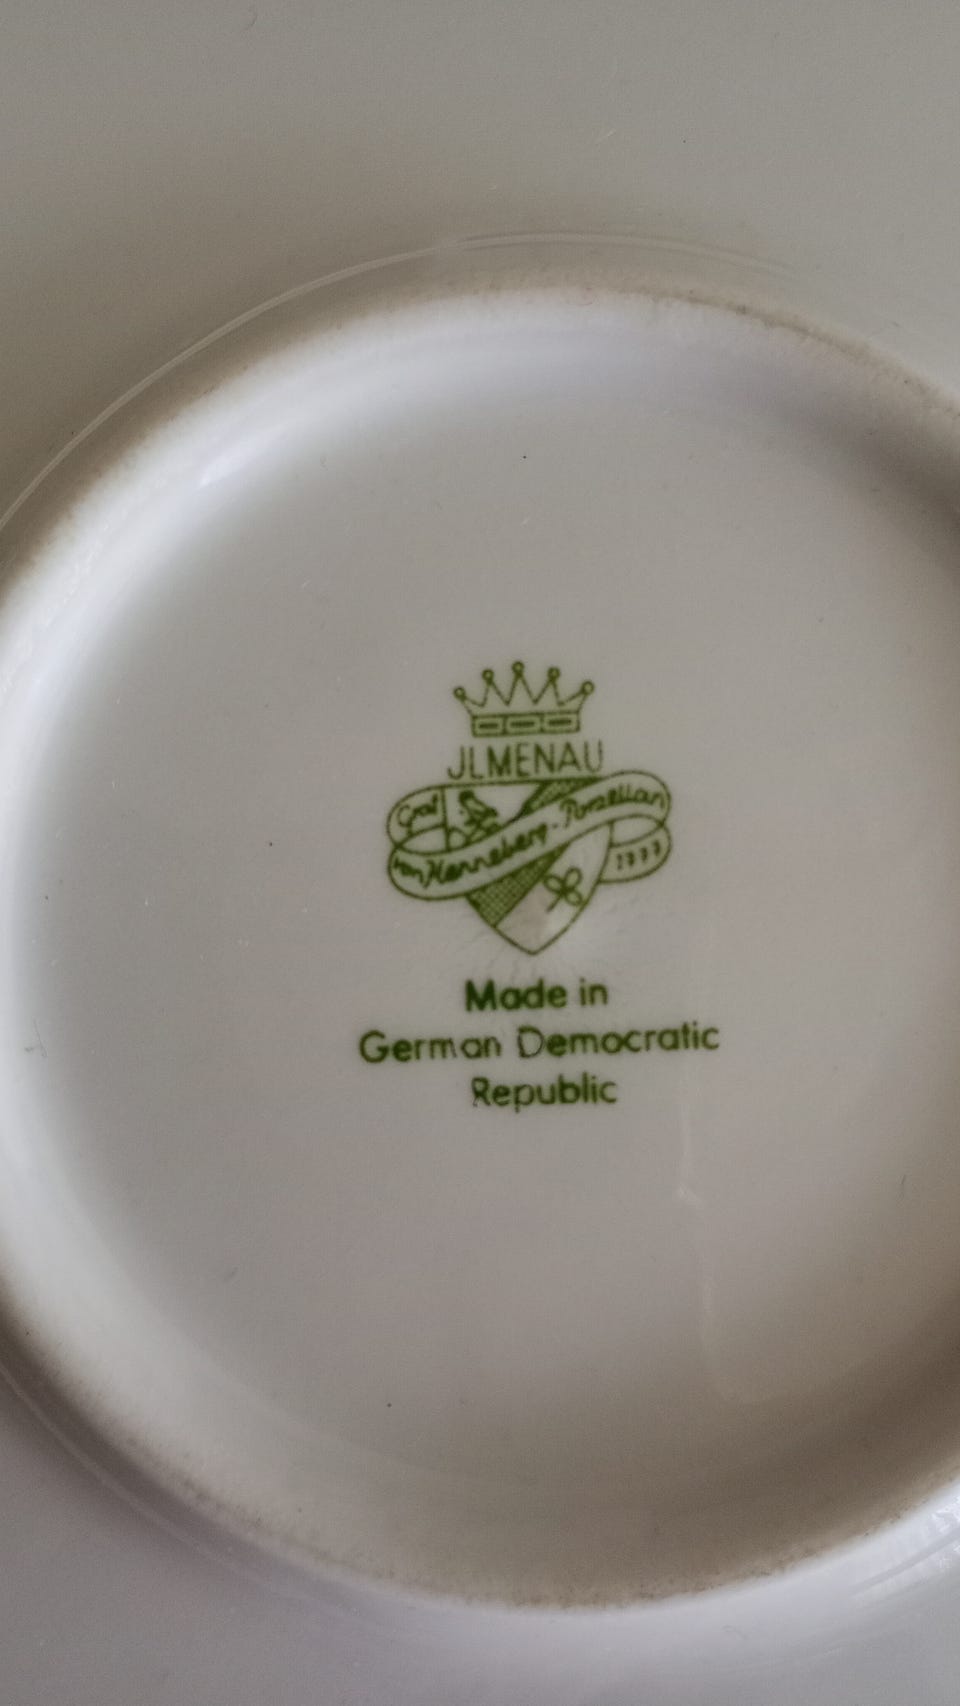 JLMENAU
Graf
von Henneberg-Porzellan
1777
Made in
German Democratic
Republic